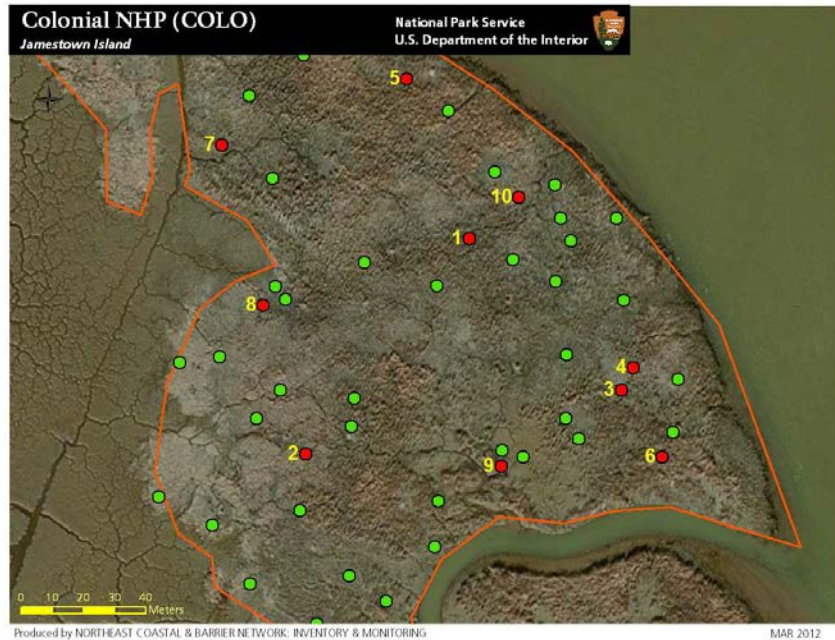 Colonial NHP (COLO)
Jamestown Island
National Park Service
U.S. Department of the Interior
5
7
10
1
8
4
3
2
9
6
0 10 20 30 40
Meters
Produced by NORTHEAST COASTAL & BARRIER NETWORK: INVENTORY & MONITORING
MAR 2012